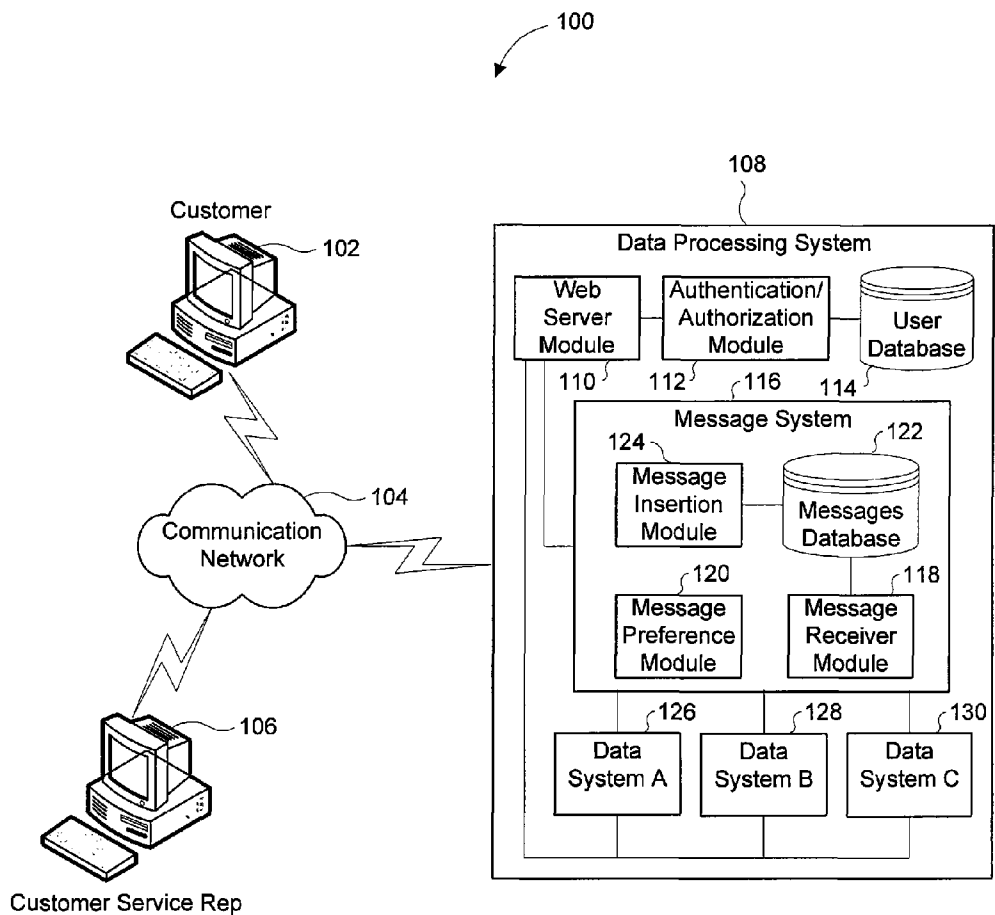 100
108
Customer
102
Data Processing System
Web
Server
Module
110
Authentication/
Authorization
Module
112
User
Database
114
116
Message System
124
Message
Insertion
Module
122
Messages
Database
104
Communication
Network
120
Message
Preference
Module
118
Message
Receiver
Module
106
126
Data
System A
128
Data
System B
130
Data
System C
Customer Service Rep